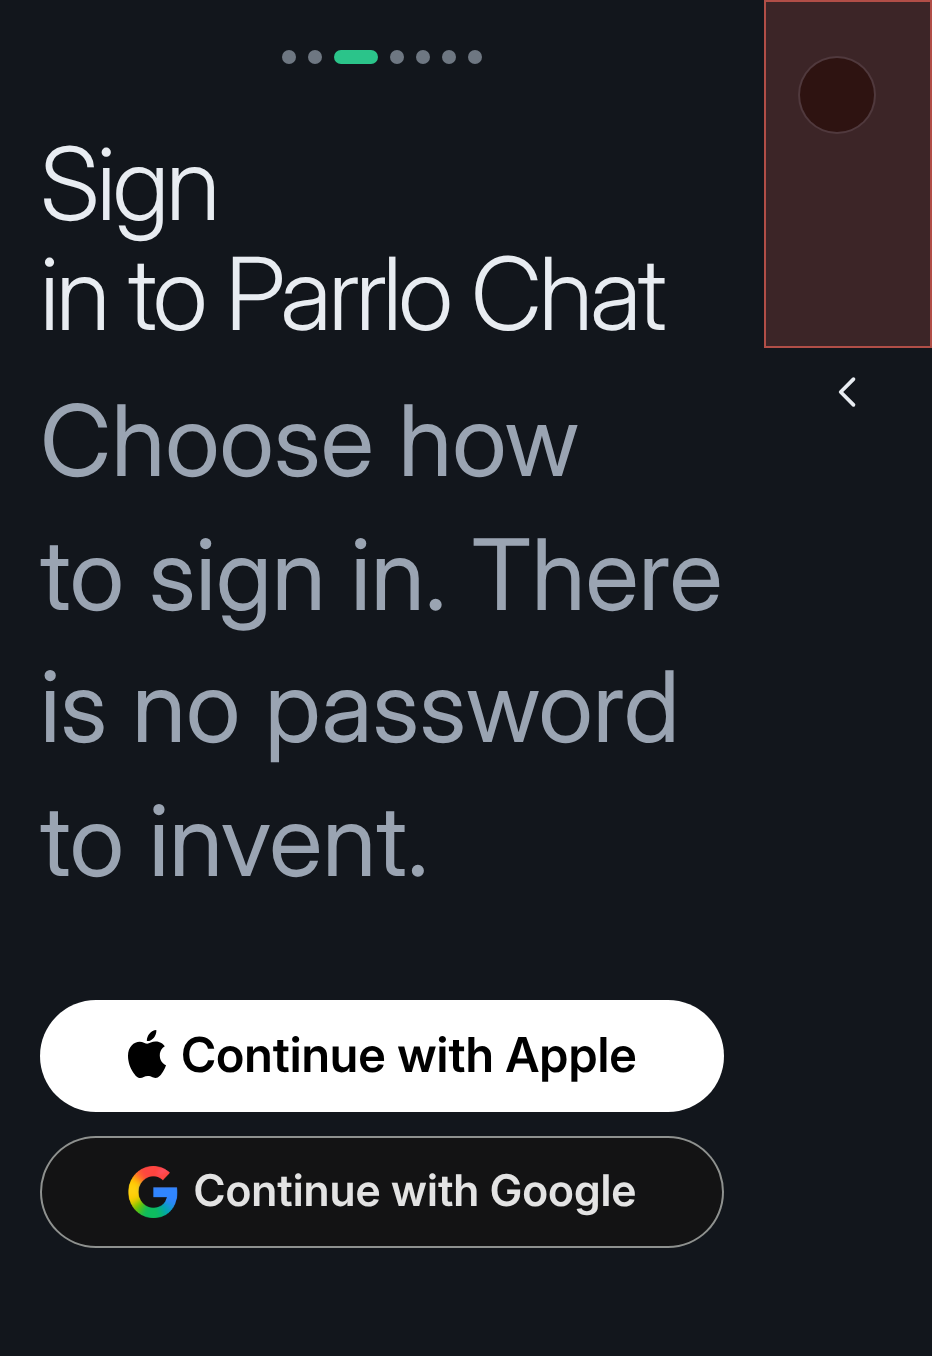 Sign
in to Parrlo Chat
Choose how
to sign in. There
is no password
to invent.
Continue with Apple
Continue with Google